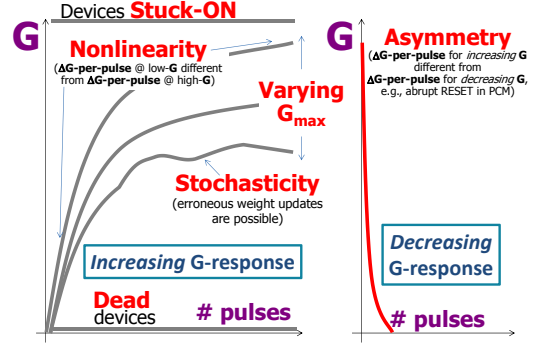 Devices Stuck-ON
G
Nonlinearity
(ΔG-per-pulse @ low-G different
from ΔG-per-pulse @ high-G)
Varying
Gmax
Stochasticity
(erroneous weight updates
are possible)
Increasing G-response
Dead
devices
# pulses
G
Asymmetry
(ΔG-per-pulse for increasing G
different from
ΔG-per-pulse for decreasing G,
e.g., abrupt RESET in PCM)
Decreasing
G-response
# pulses